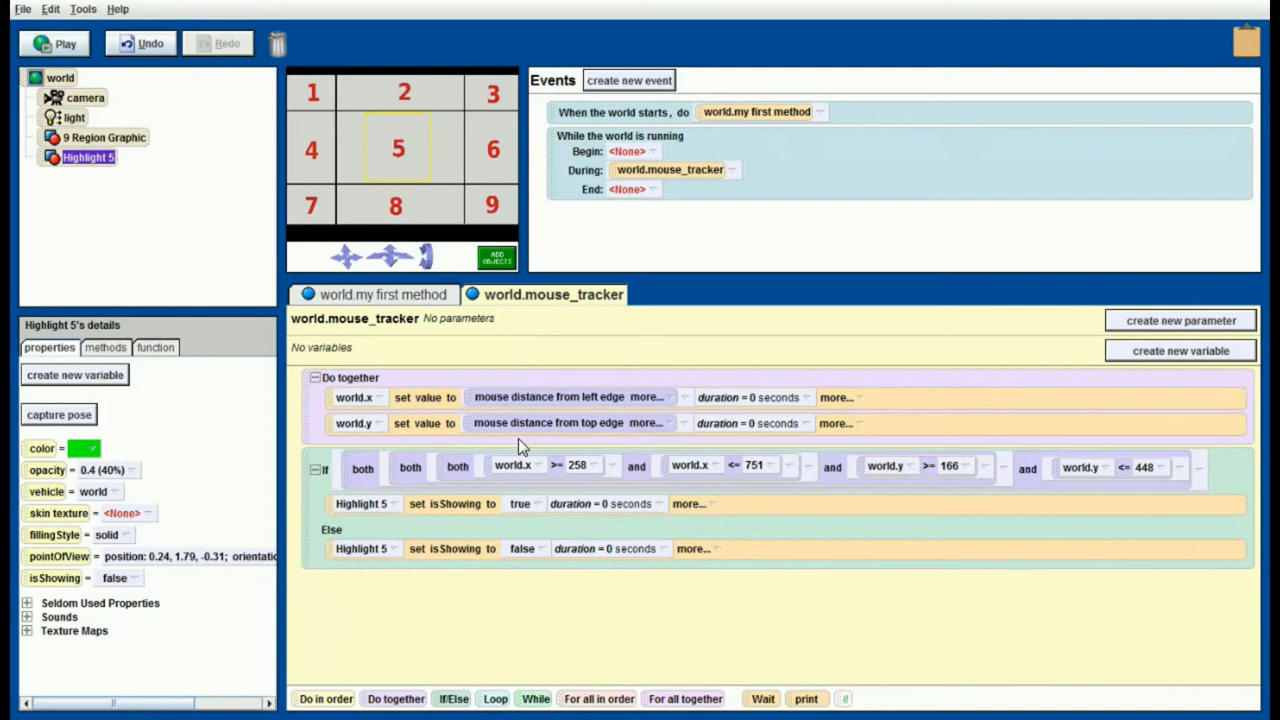 File Edit Tools Help
Play Undo Redo
world
camera
light
9 Region Graphic
Highlight 5
1 2 3
4 5 6
7 8 9
ADD OBJECTS
Events create new event
When the world starts, do world.my first method
While the world is running
Begin: <None>
During: world.mouse_tracker
End: <None>
Highlight 5's details
properties methods function
create new variable
capture pose
color =
opacity = 0.4 (40%)
vehicle = world
skin texture = <None>
fillingStyle = solid
pointOfView = position: 0.24, 1.79, -0.31; orientatio
isShowing = false
Seldom Used Properties
Sounds
Texture Maps
world.my first method world.mouse_tracker
world.mouse_tracker No parameters create new parameter
No variables create new variable
Do together
world.x set value to mouse distance from left edge more... duration = 0 seconds more...
world.y set value to mouse distance from top edge more... duration = 0 seconds more...
If both both both world.x >= 258 and world.x <= 751 and world.y >= 166 and world.y <= 448
Highlight 5 set isShowing to true duration = 0 seconds more...
Else
Highlight 5 set isShowing to false duration = 0 seconds more...
Do in order Do together If/Else Loop While For all in order For all together Wait print //